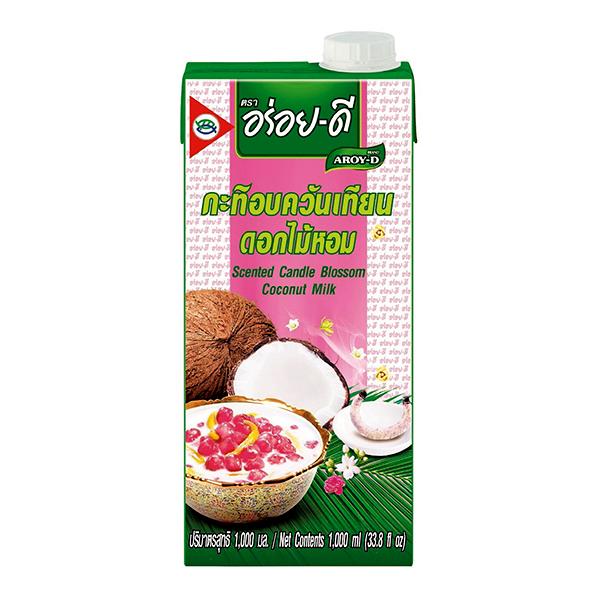 ตรา
อร่อย-ดี
BRAND
AROY-D
กะทิอบควันเทียน
ดอกไม้หอม
Scented Candle Blossom
Coconut Milk
ปริมาตรสุทธิ 1,000 มล. / Net Contents 1,000 ml (33.8 fl oz)